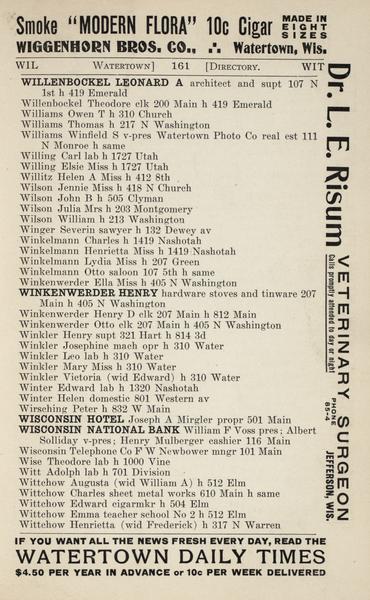 Smoke "MODERN FLORA" 10c Cigar MADE IN EIGHT SIZES
WIGGENHORN BROS. CO., ∴ Watertown, Wis.
WIL WATERTOWN] 161 [DIRECTORY. WIT
WILLENBOCKEL LEONARD A architect and supt 107 N
1st h 419 Emerald
Willenbockel Theodore clk 200 Main h 419 Emerald
Williams Owen T h 310 Church
Williams Thomas h 217 N Washington
Williams Winfield S v-pres Watertown Photo Co real est 111
N Monroe h same
Willing Carl lab h 1727 Utah
Willing Elsie Miss h 1727 Utah
Willitz Helen A Miss h 412 8th
Wilson Jennie Miss h 418 N Church
Wilson John B h 505 Clyman
Wilson Julia Mrs h 203 Montgomery
Wilson William h 213 Washington
Winger Severin sawyer h 132 Dewey av
Winkelmann Charles h 1419 Nashotah
Winkelmann Henrietta Miss h 1419 Nashotah
Winkelmann Lydia Miss h 207 Green
Winkelmann Otto saloon 107 5th h same
Winkenwerder Ella Miss h 405 N Washington
WINKENWERDER HENRY hardware stoves and tinware 207
Main h 405 N Washington
Winkenwerder Henry D clk 207 Main h 812 Main
Winkenwerder Otto clk 207 Main h 405 N Washington
Winkler Henry supt 321 Hart h 814 3d
Winkler Josephine mach opr h 310 Water
Winkler Leo lab h 310 Water
Winkler Mary Miss h 310 Water
Winkler Victoria (wid Edward) h 310 Water
Winter Edward lab h 1320 Nashotah
Winter Helen domestic 801 Western av
Wirsching Peter h 832 W Main
WISCONSIN HOTEL Joseph A Mirgler propr 501 Main
WISCONSIN NATIONAL BANK William F Voss pres; Albert
Solliday v-pres; Henry Mulberger cashier 116 Main
Wisconsin Telephone Co F W Newbower mngr 101 Main
Wise Theodore lab h 1000 Vine
Witt Adolph lab h 701 Division
Wittchow Augusta (wid William A) h 512 Elm
Wittchow Charles sheet metal works 610 Main h same
Wittchow Edward cigarmkr h 504 Elm
Wittchow Emma teacher school No 2 h 512 Elm
Wittchow Henrietta (wid Frederick) h 317 N Warren
Dr. L. E. Risum VETERINARY SURGEON
Calls promptly attended to day or night
PHONE 85-4
JEFFERSON, WIS.
IF YOU WANT ALL THE NEWS FRESH EVERY DAY, READ THE
WATERTOWN DAILY TIMES
$4.50 PER YEAR IN ADVANCE or 10c PER WEEK DELIVERED